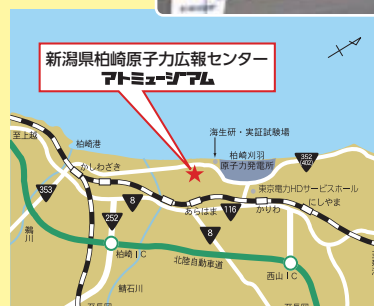 新潟県柏崎原子力広報センター
アトミュージアム
至上越
柏崎港
かしわざき
海生研・実証試験場
柏崎刈羽
原子力発電所
352
(402)
東京電力HDサービスホール
にしやま
353
8
252
あらはま
116
かりわ
8
鵜川
柏崎IC
北陸自動車道
西山IC
鯖石川